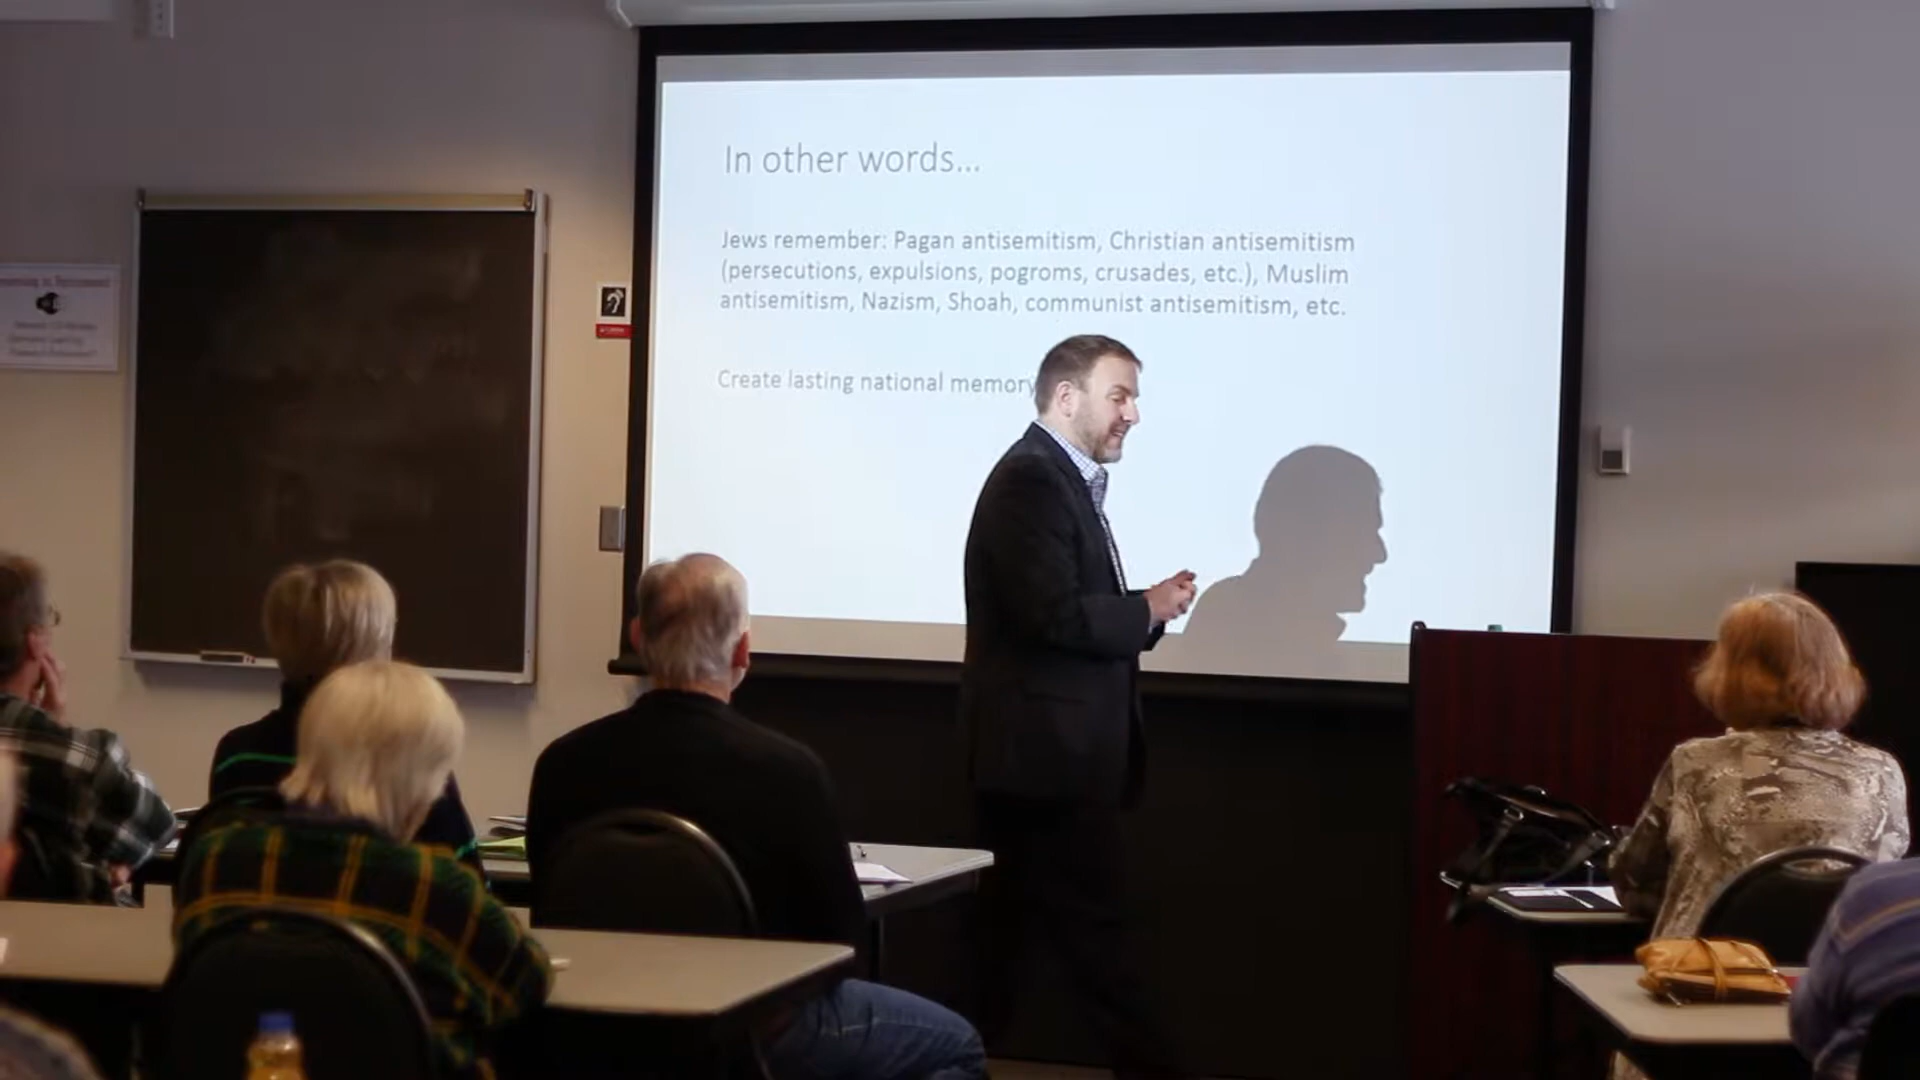 In other words...
Jews remember: Pagan antisemitism, Christian antisemitism
(persecutions, expulsions, pogroms, crusades, etc.), Muslim
antisemitism, Nazism, Shoah, communist antisemitism, etc.
Create lasting national memory